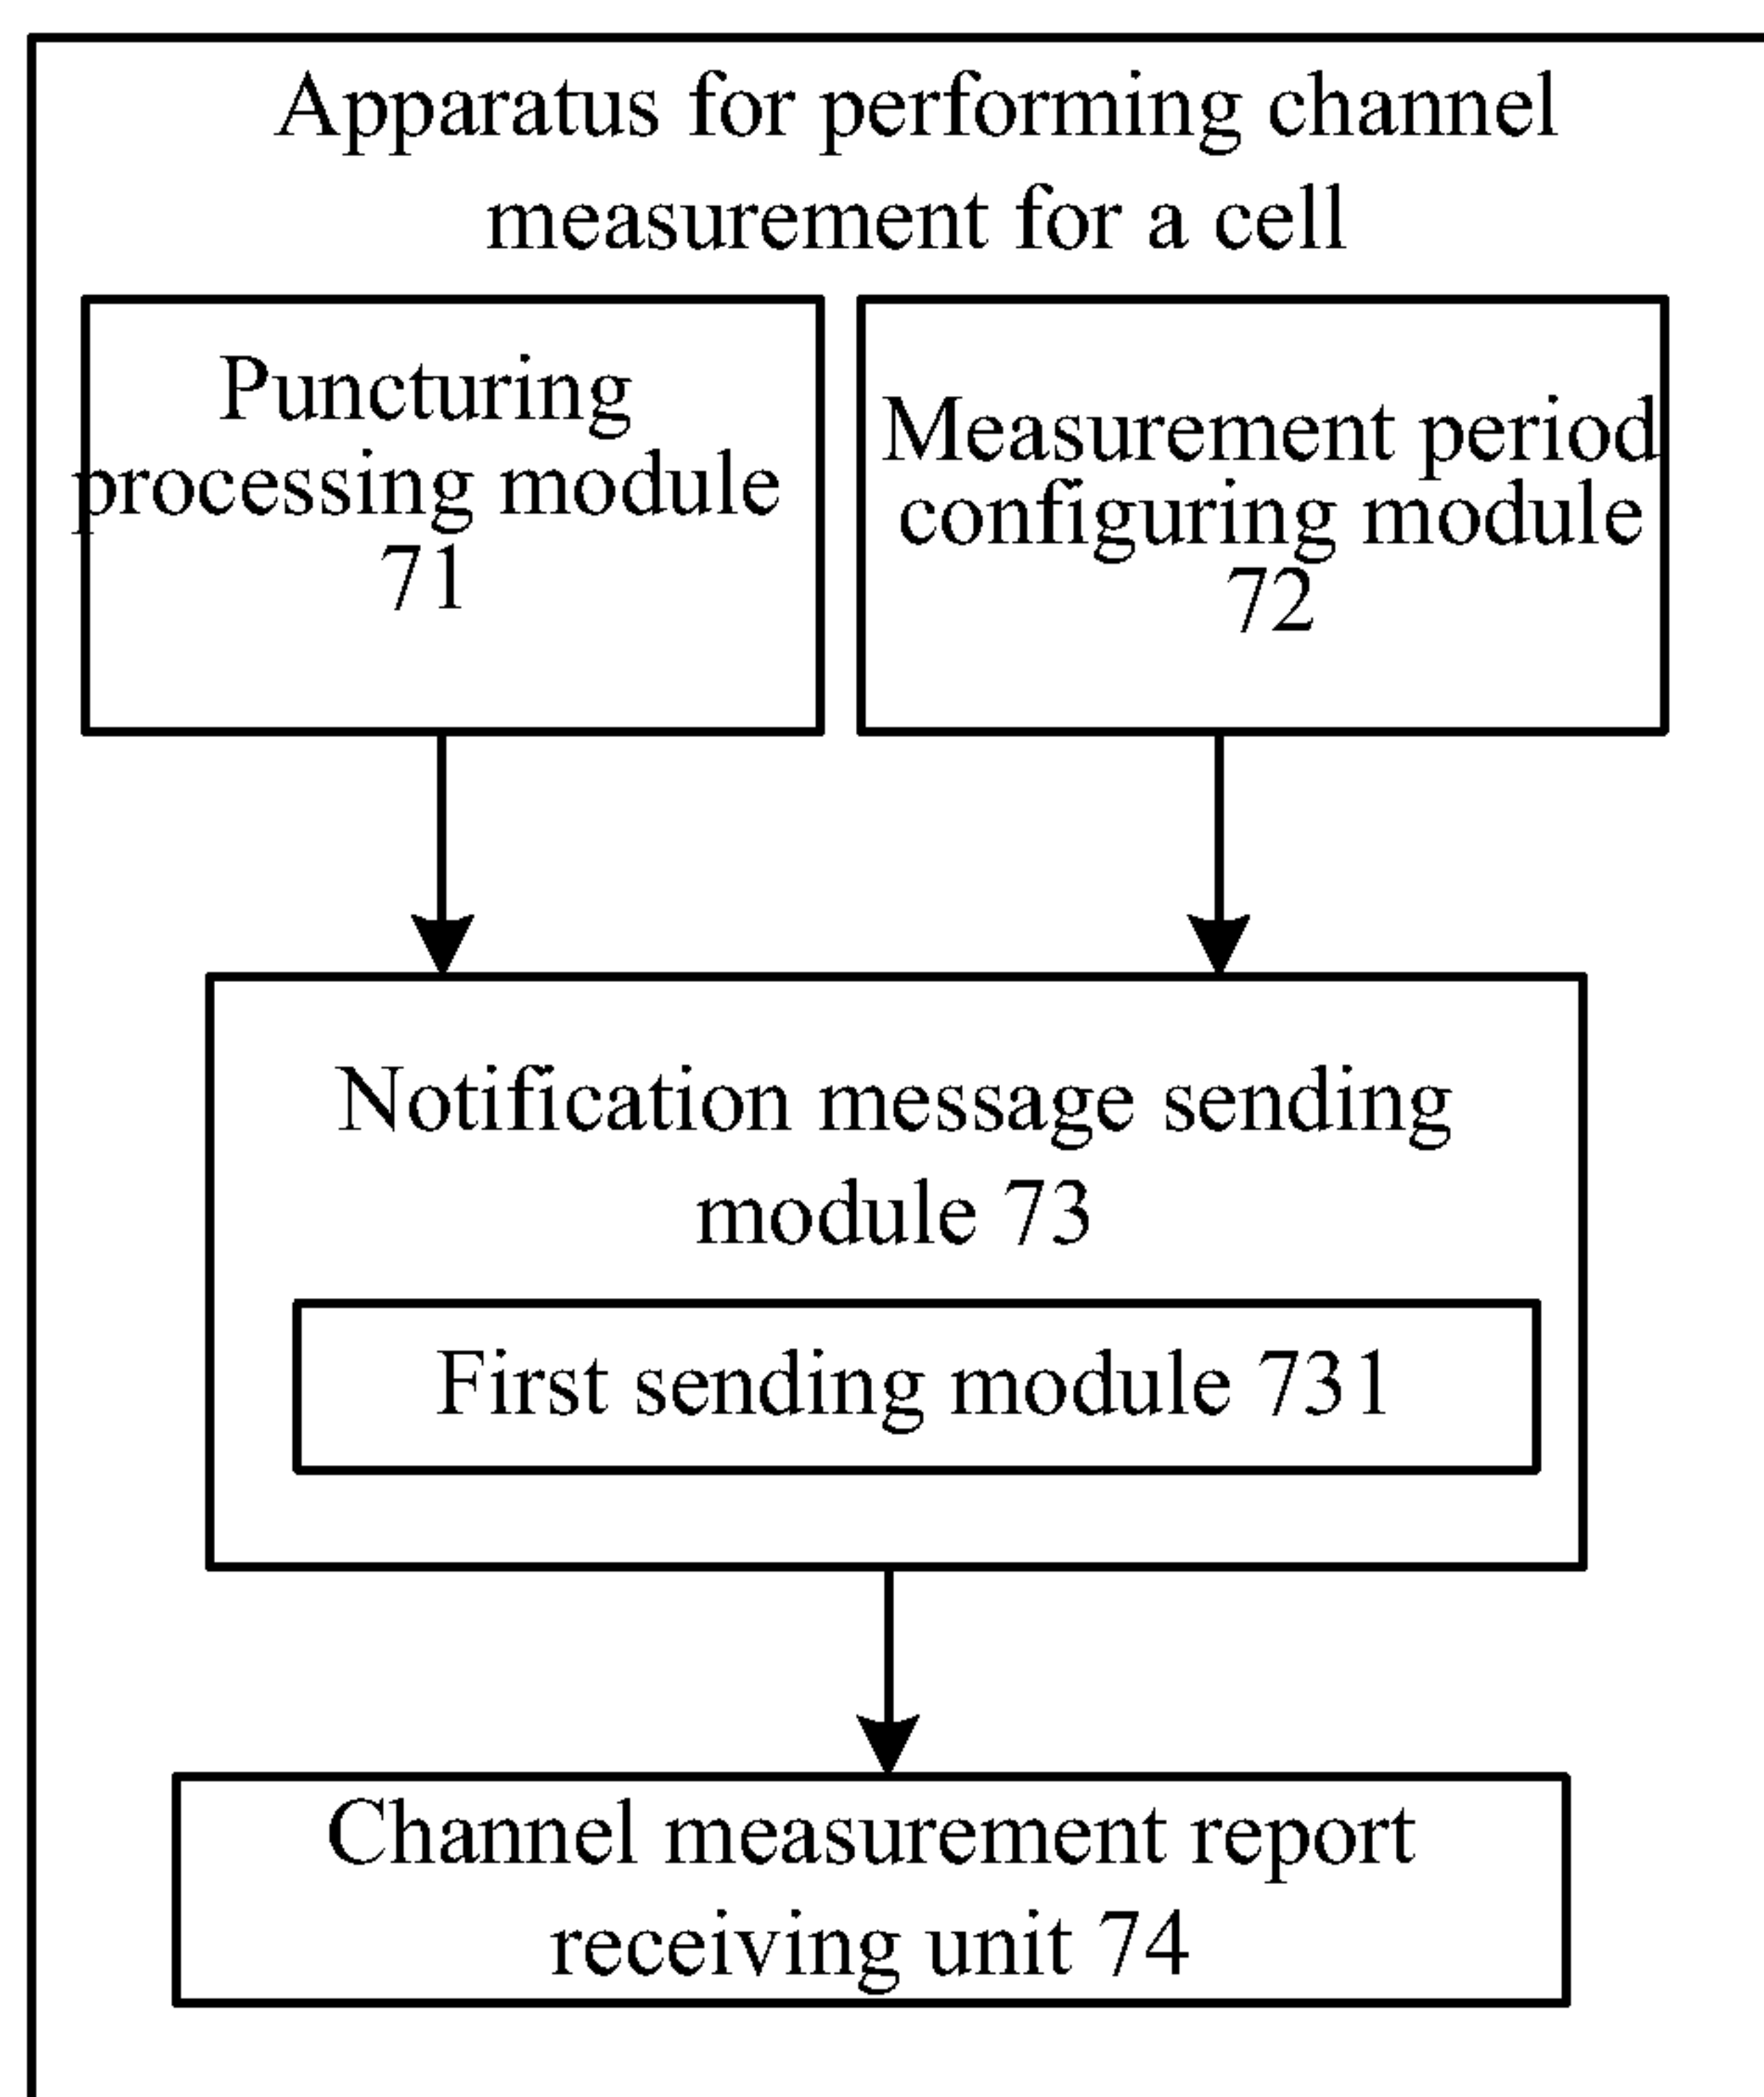 Apparatus for performing channel
measurement for a cell
Puncturing
processing module
71
Measurement period
configuring module
72
Notification message sending
module 73
First sending module 731
Channel measurement report
receiving unit 74